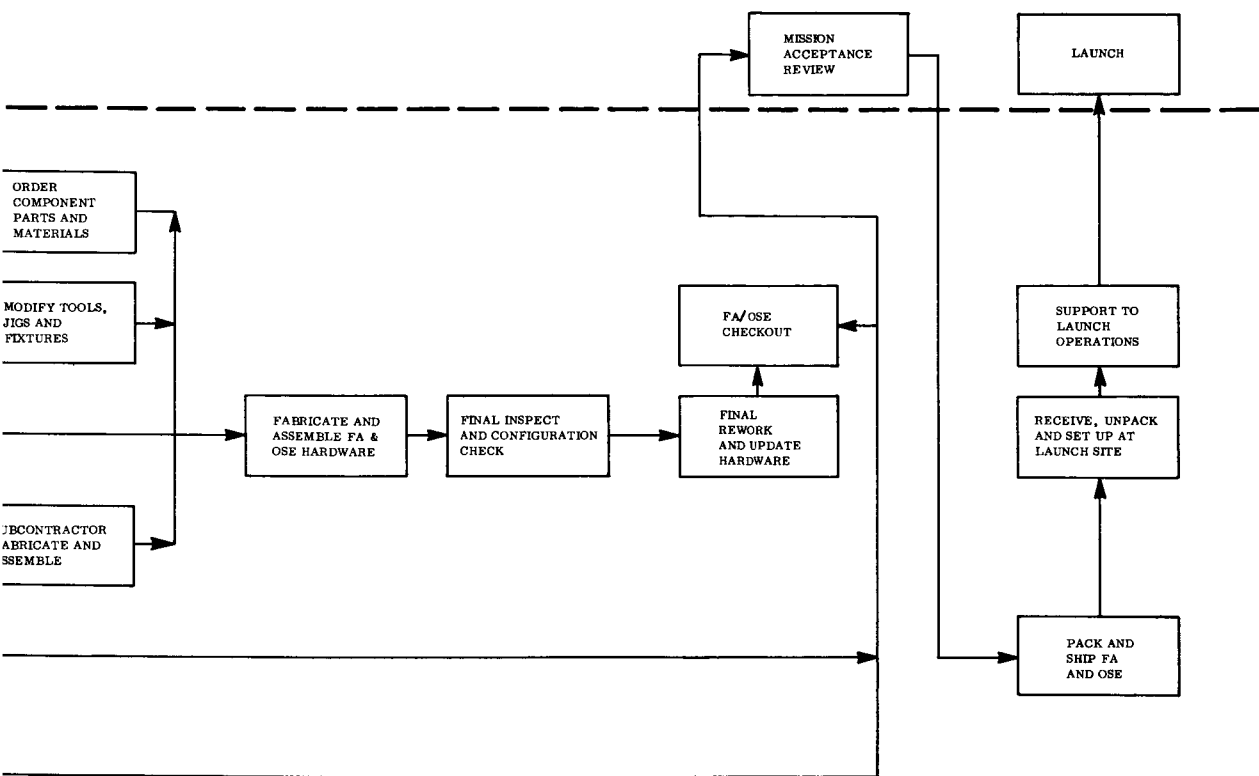 MISSION
ACCEPTANCE
REVIEW
LAUNCH
ORDER
COMPONENT
PARTS AND
MATERIALS
MODIFY TOOLS,
JIGS AND
FIXTURES
FA/OSE
CHECKOUT
SUPPORT TO
LAUNCH
OPERATIONS
FABRICATE AND
ASSEMBLE FA &
OSE HARDWARE
FINAL INSPECT
AND CONFIGURATION
CHECK
FINAL
REWORK
AND UPDATE
HARDWARE
RECEIVE, UNPACK
AND SET UP AT
LAUNCH SITE
UBCONTRACTOR
ABRICATE AND
SSEMBLE
PACK AND
SHIP FA
AND OSE